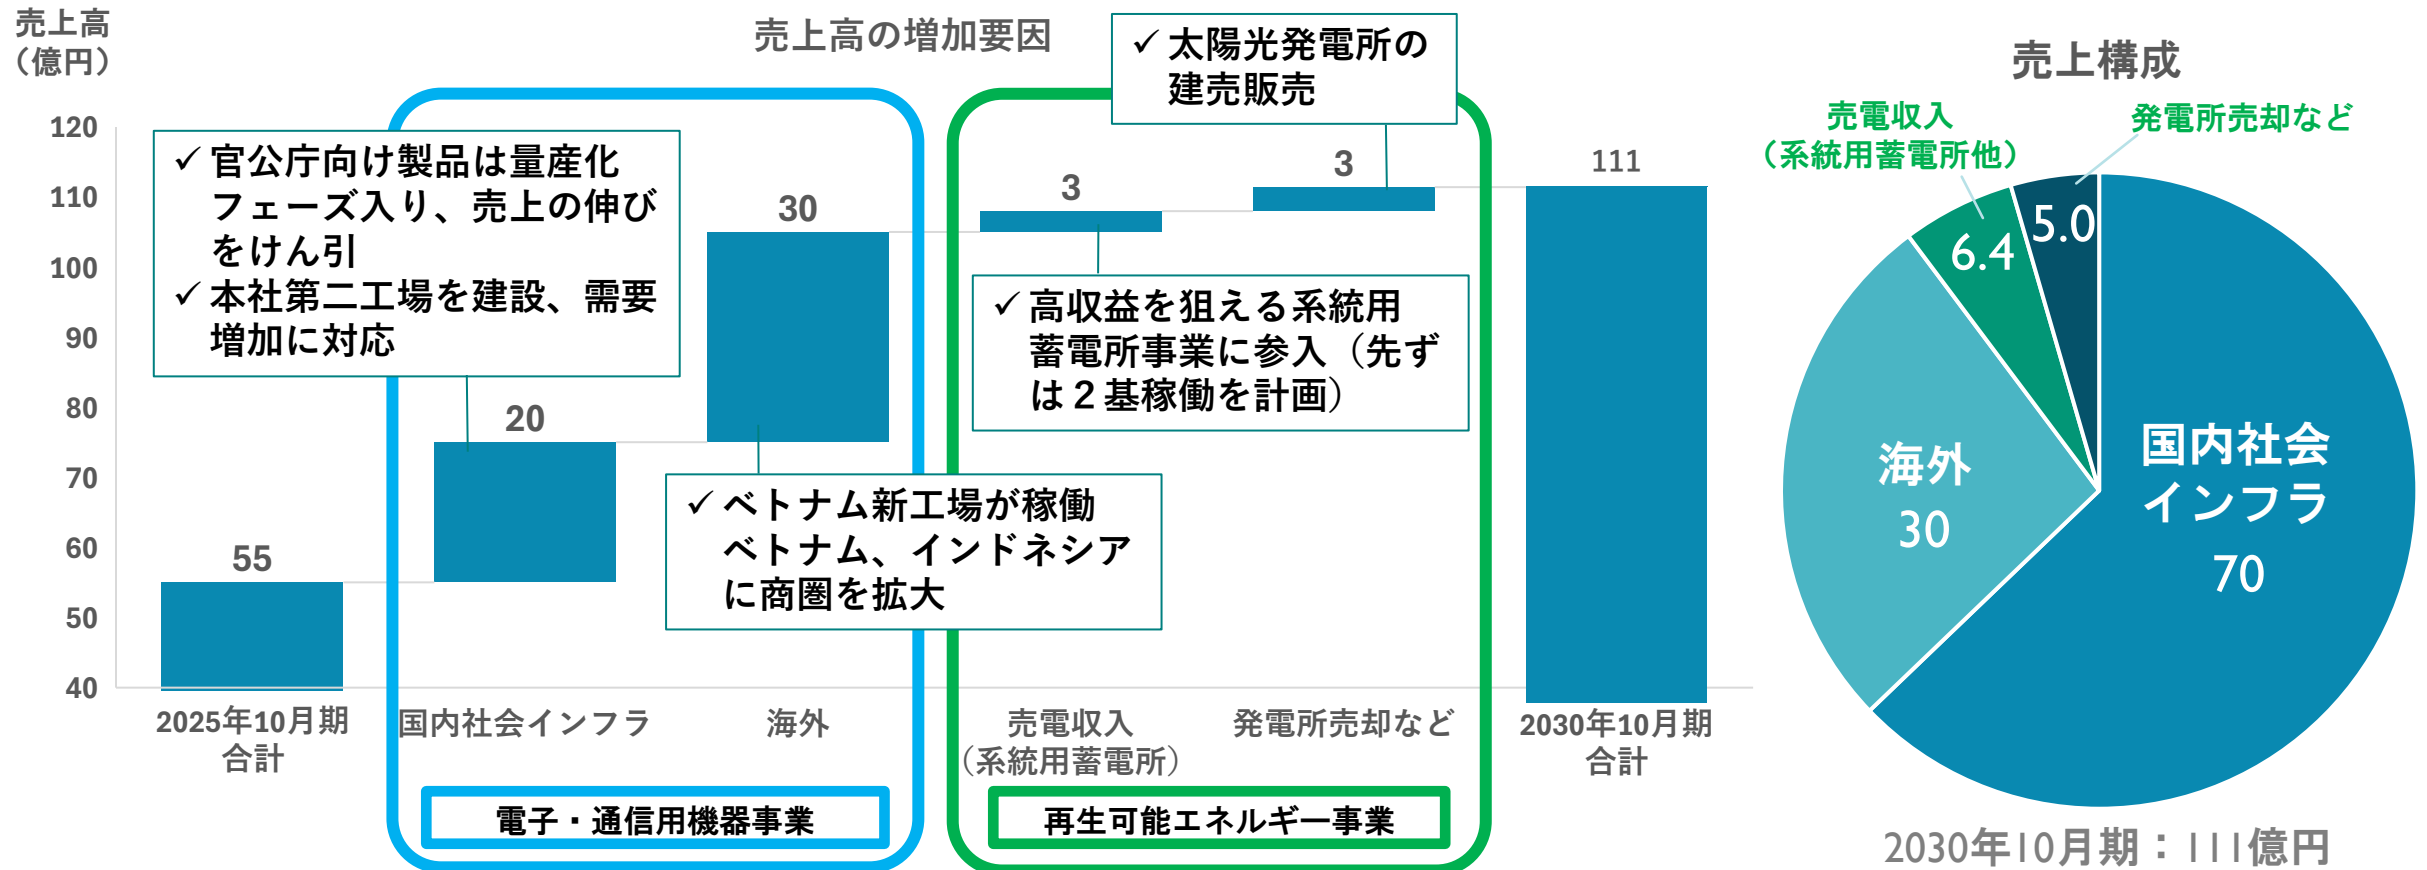 売上高
（億円）
売上高の増加要因
120
110
100
90
80
70
60
50
40
✓官公庁向け製品は量産化
フェーズ入り、売上の伸び
をけん引
✓本社第二工場を建設、需要
増加に対応
✓太陽光発電所の
建売販売
✓高収益を狙える系統用
蓄電所事業に参入（先ず
は２基稼働を計画）
✓ベトナム新工場が稼働
ベトナム、インドネシア
に商圏を拡大
55
20
30
3
3
111
2025年10月期
合計
国内社会インフラ
海外
売電収入
（系統用蓄電所）
発電所売却など
2030年10月期
合計
電子・通信用機器事業
再生可能エネルギー事業
売上構成
売電収入
（系統用蓄電所他）
発電所売却など
6.4
5.0
海外
30
国内社会
インフラ
70
2030年10月期：111億円